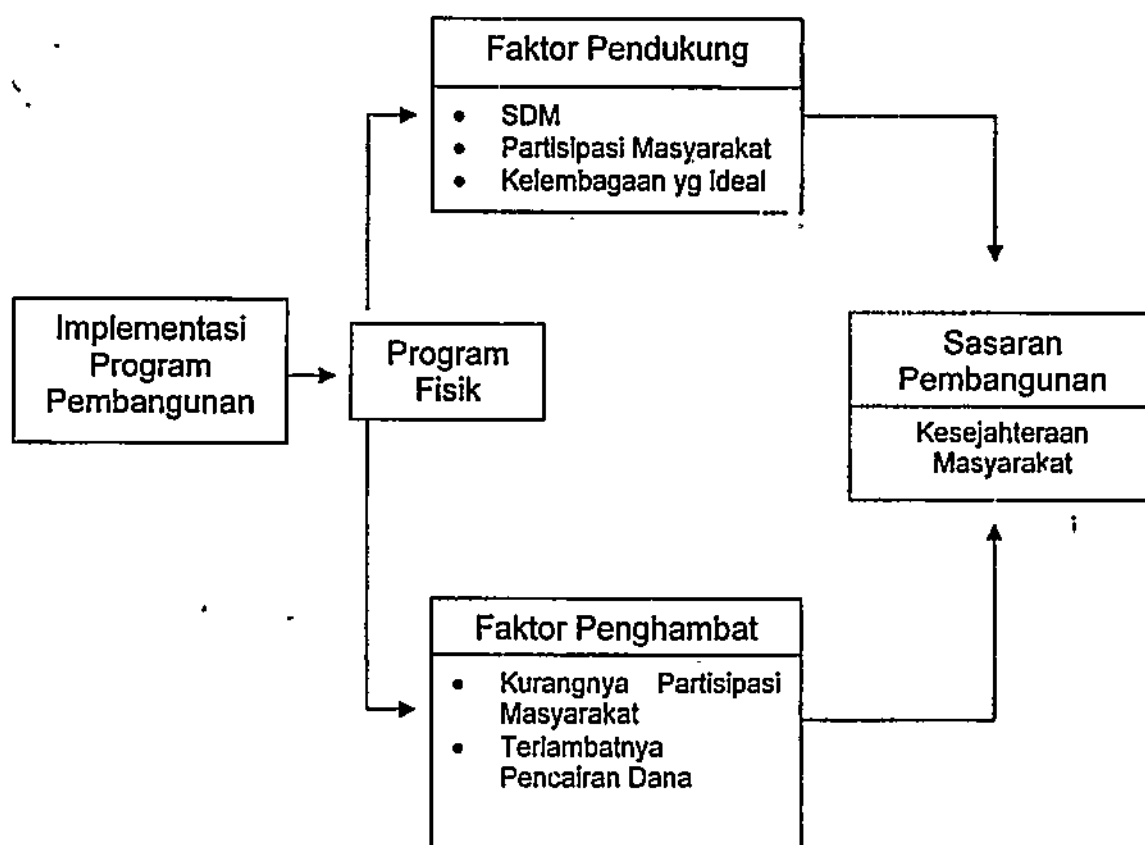 Faktor Pendukung
• SDM
• Partisipasi Masyarakat
• Kelembagaan yg Ideal
Implementasi
Program
Pembangunan
Program
Fisik
Sasaran
Pembangunan
Kesejahteraan
Masyarakat
Faktor Penghambat
• Kurangnya Partisipasi
Masyarakat
• Terlambatnya
Pencairan Dana